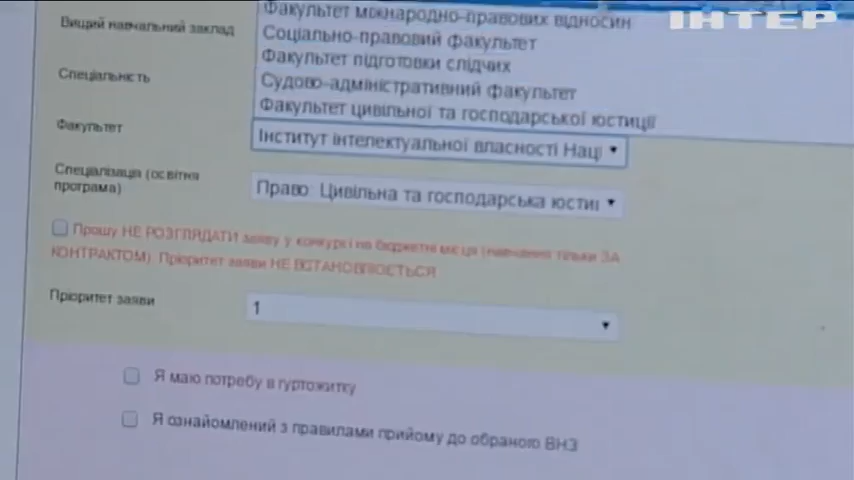 Факультет міжнародно-правових відносин
ІНТЕР
Вищий навчальний заклад
Соціально-правовий факультет
Факультет підготовки слідчих
Спеціальність
Судово-адміністративний факультет
Факультет цивільної та господарської юстиції
Факультет
Інститут інтелектуальної власності Наці
Спеціалізація (освітня
програма)
Право: Цивільна та господарська юсти
Прошу НЕ РОЗГЛЯДАТИ заяву у конкурсі на бюджетні місця (навчання тільки ЗА
КОНТРАКТОМ). Пріоритет заяви НЕ ВСТАНОВЛЮЄТЬСЯ
Пріоритет заяви
1
Я маю потребу в гуртожитку
Я ознайомлений з правилами прийому до обраного ВНЗ